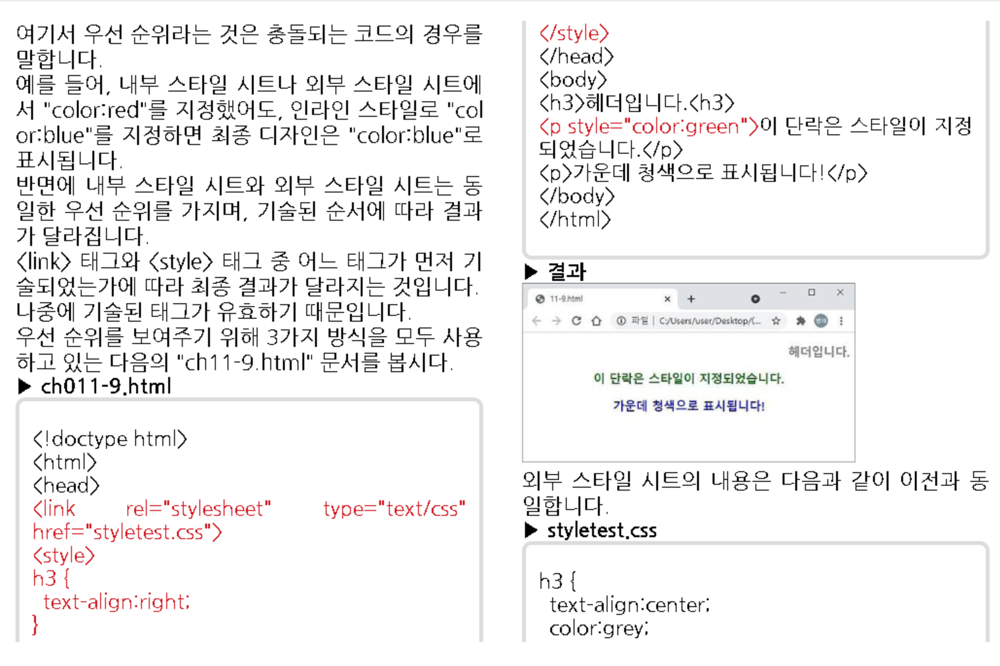 여기서 우선 순위라는 것은 충돌되는 코드의 경우를
말합니다.
예를 들어, 내부 스타일 시트나 외부 스타일 시트에
서 "color:red"를 지정했어도, 인라인 스타일로 "col
or:blue"를 지정하면 최종 디자인은 "color:blue"로
표시됩니다.
반면에 내부 스타일 시트와 외부 스타일 시트는 동
일한 우선 순위를 가지며, 기술된 순서에 따라 결과
가 달라집니다.
<link> 태그와 <style> 태그 중 어느 태그가 먼저 기
술되었는가에 따라 최종 결과가 달라지는 것입니다.
나중에 기술된 태그가 유효하기 때문입니다.
우선 순위를 보여주기 위해 3가지 방식을 모두 사용
하고 있는 다음의 "ch11-9.html" 문서를 봅시다.
▶ ch011-9.html
<!doctype html>
<html>
<head>
<link rel="stylesheet" type="text/css"
href="styletest.css">
<style>
h3 {
text-align:right;
}
</style>
</head>
<body>
<h3>헤더입니다.<h3>
<p style="color:green">이 단락은 스타일이 지정
되었습니다.</p>
<p>가운데 청색으로 표시됩니다!</p>
</body>
</html>
▶ 결과
11-9.html
파일 | C:/Users/user/Desktop/(...
헤더입니다.
이 단락은 스타일이 지정되었습니다.
가운데 청색으로 표시됩니다!
외부 스타일 시트의 내용은 다음과 같이 이전과 동
일합니다.
▶ styletest.css
h3 {
text-align:center;
color:grey;